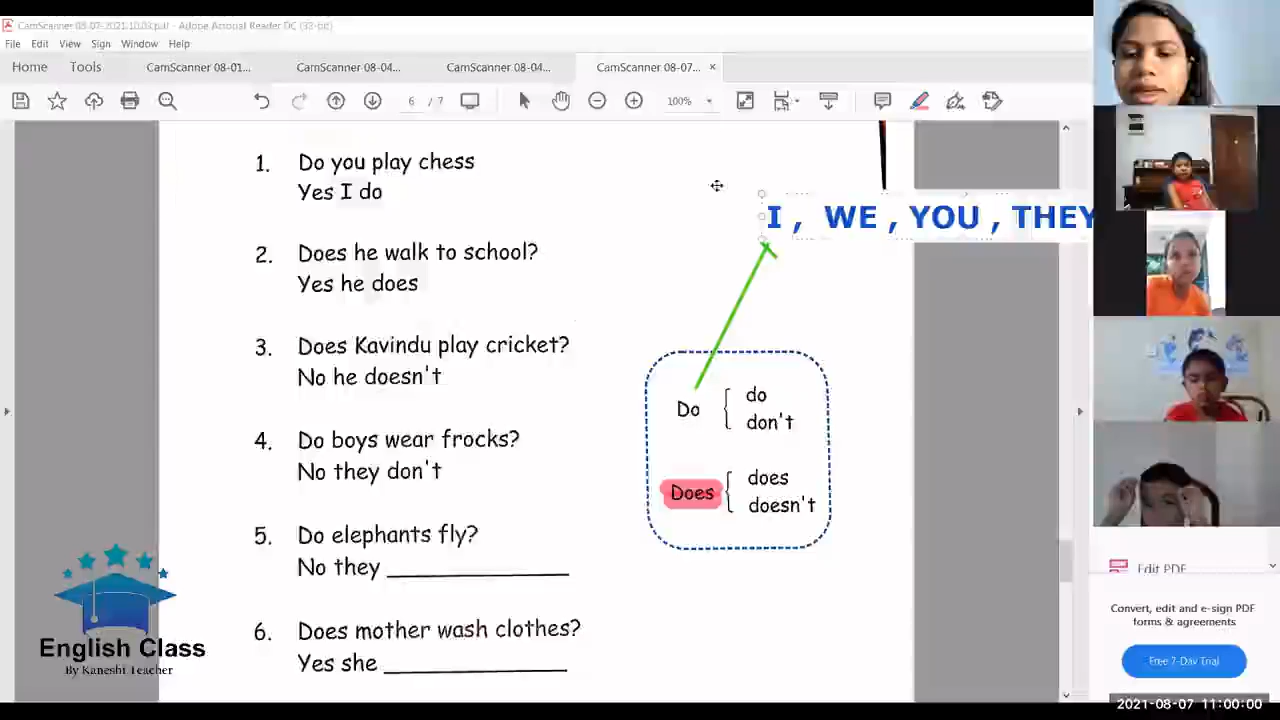 CamScanner 08-07-2021 10.03.pdf - Adobe Acrobat Reader DC (32-bit)
File Edit View Sign Window Help
Home Tools CamScanner 08-01... CamScanner 08-04... CamScanner 08-04... CamScanner 08-07... ×
6 / 7 100%
1. Do you play chess
Yes I do
I , WE , YOU , THEY
2. Does he walk to school?
Yes he does
3. Does Kavindu play cricket?
No he doesn't
Do do
don't
4. Do boys wear frocks?
No they don't
Does does
doesn't
5. Do elephants fly?
No they
6. Does mother wash clothes?
Yes she
English Class
By Kaneshi Teacher
Edit PDF
Convert, edit and e-sign PDF
forms & agreements
Free 7-Day Trial
2021-08-07 11:00:00